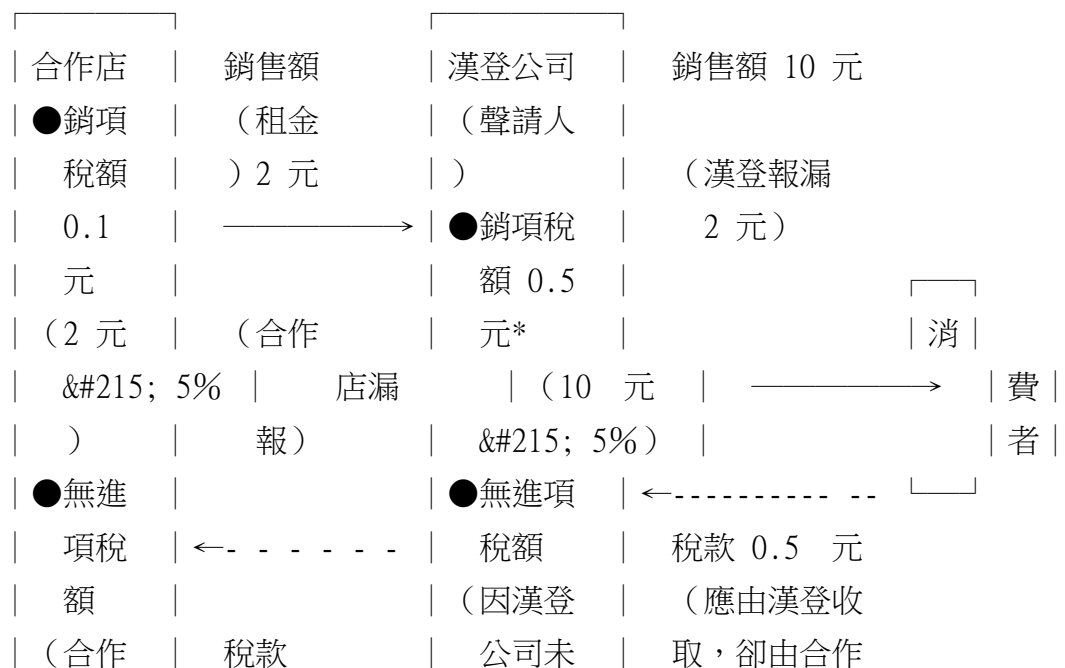 ┌─────┐ ┌──────┐
│合作店 │ 銷售額 │漢登公司 │ 銷售額 10 元
│●銷項 │ (租金 │(聲請人 │
│ 稅額 │ )2 元 │) │ (漢登報漏
│ 0.1 │ ──────→│●銷項稅 │ 2 元)
│ 元 │ │ 額 0.5 │ ┌──┐
│(2 元 │ (合作 │ 元* │ │消│
│ &#215; 5% │ 店漏 │(10 元 │ ──────→ │費│
│ ) │ 報) │ &#215; 5%) │ │者│
│●無進 │ │●無進項 │←---------- -- └──┘
│ 項稅 │←- - - - - - │ 稅額 │ 稅款 0.5 元
│ 額 │ │(因漢登 │ (應由漢登收
│(合作 │ 稅款 │ 公司未 │ 取,卻由合作